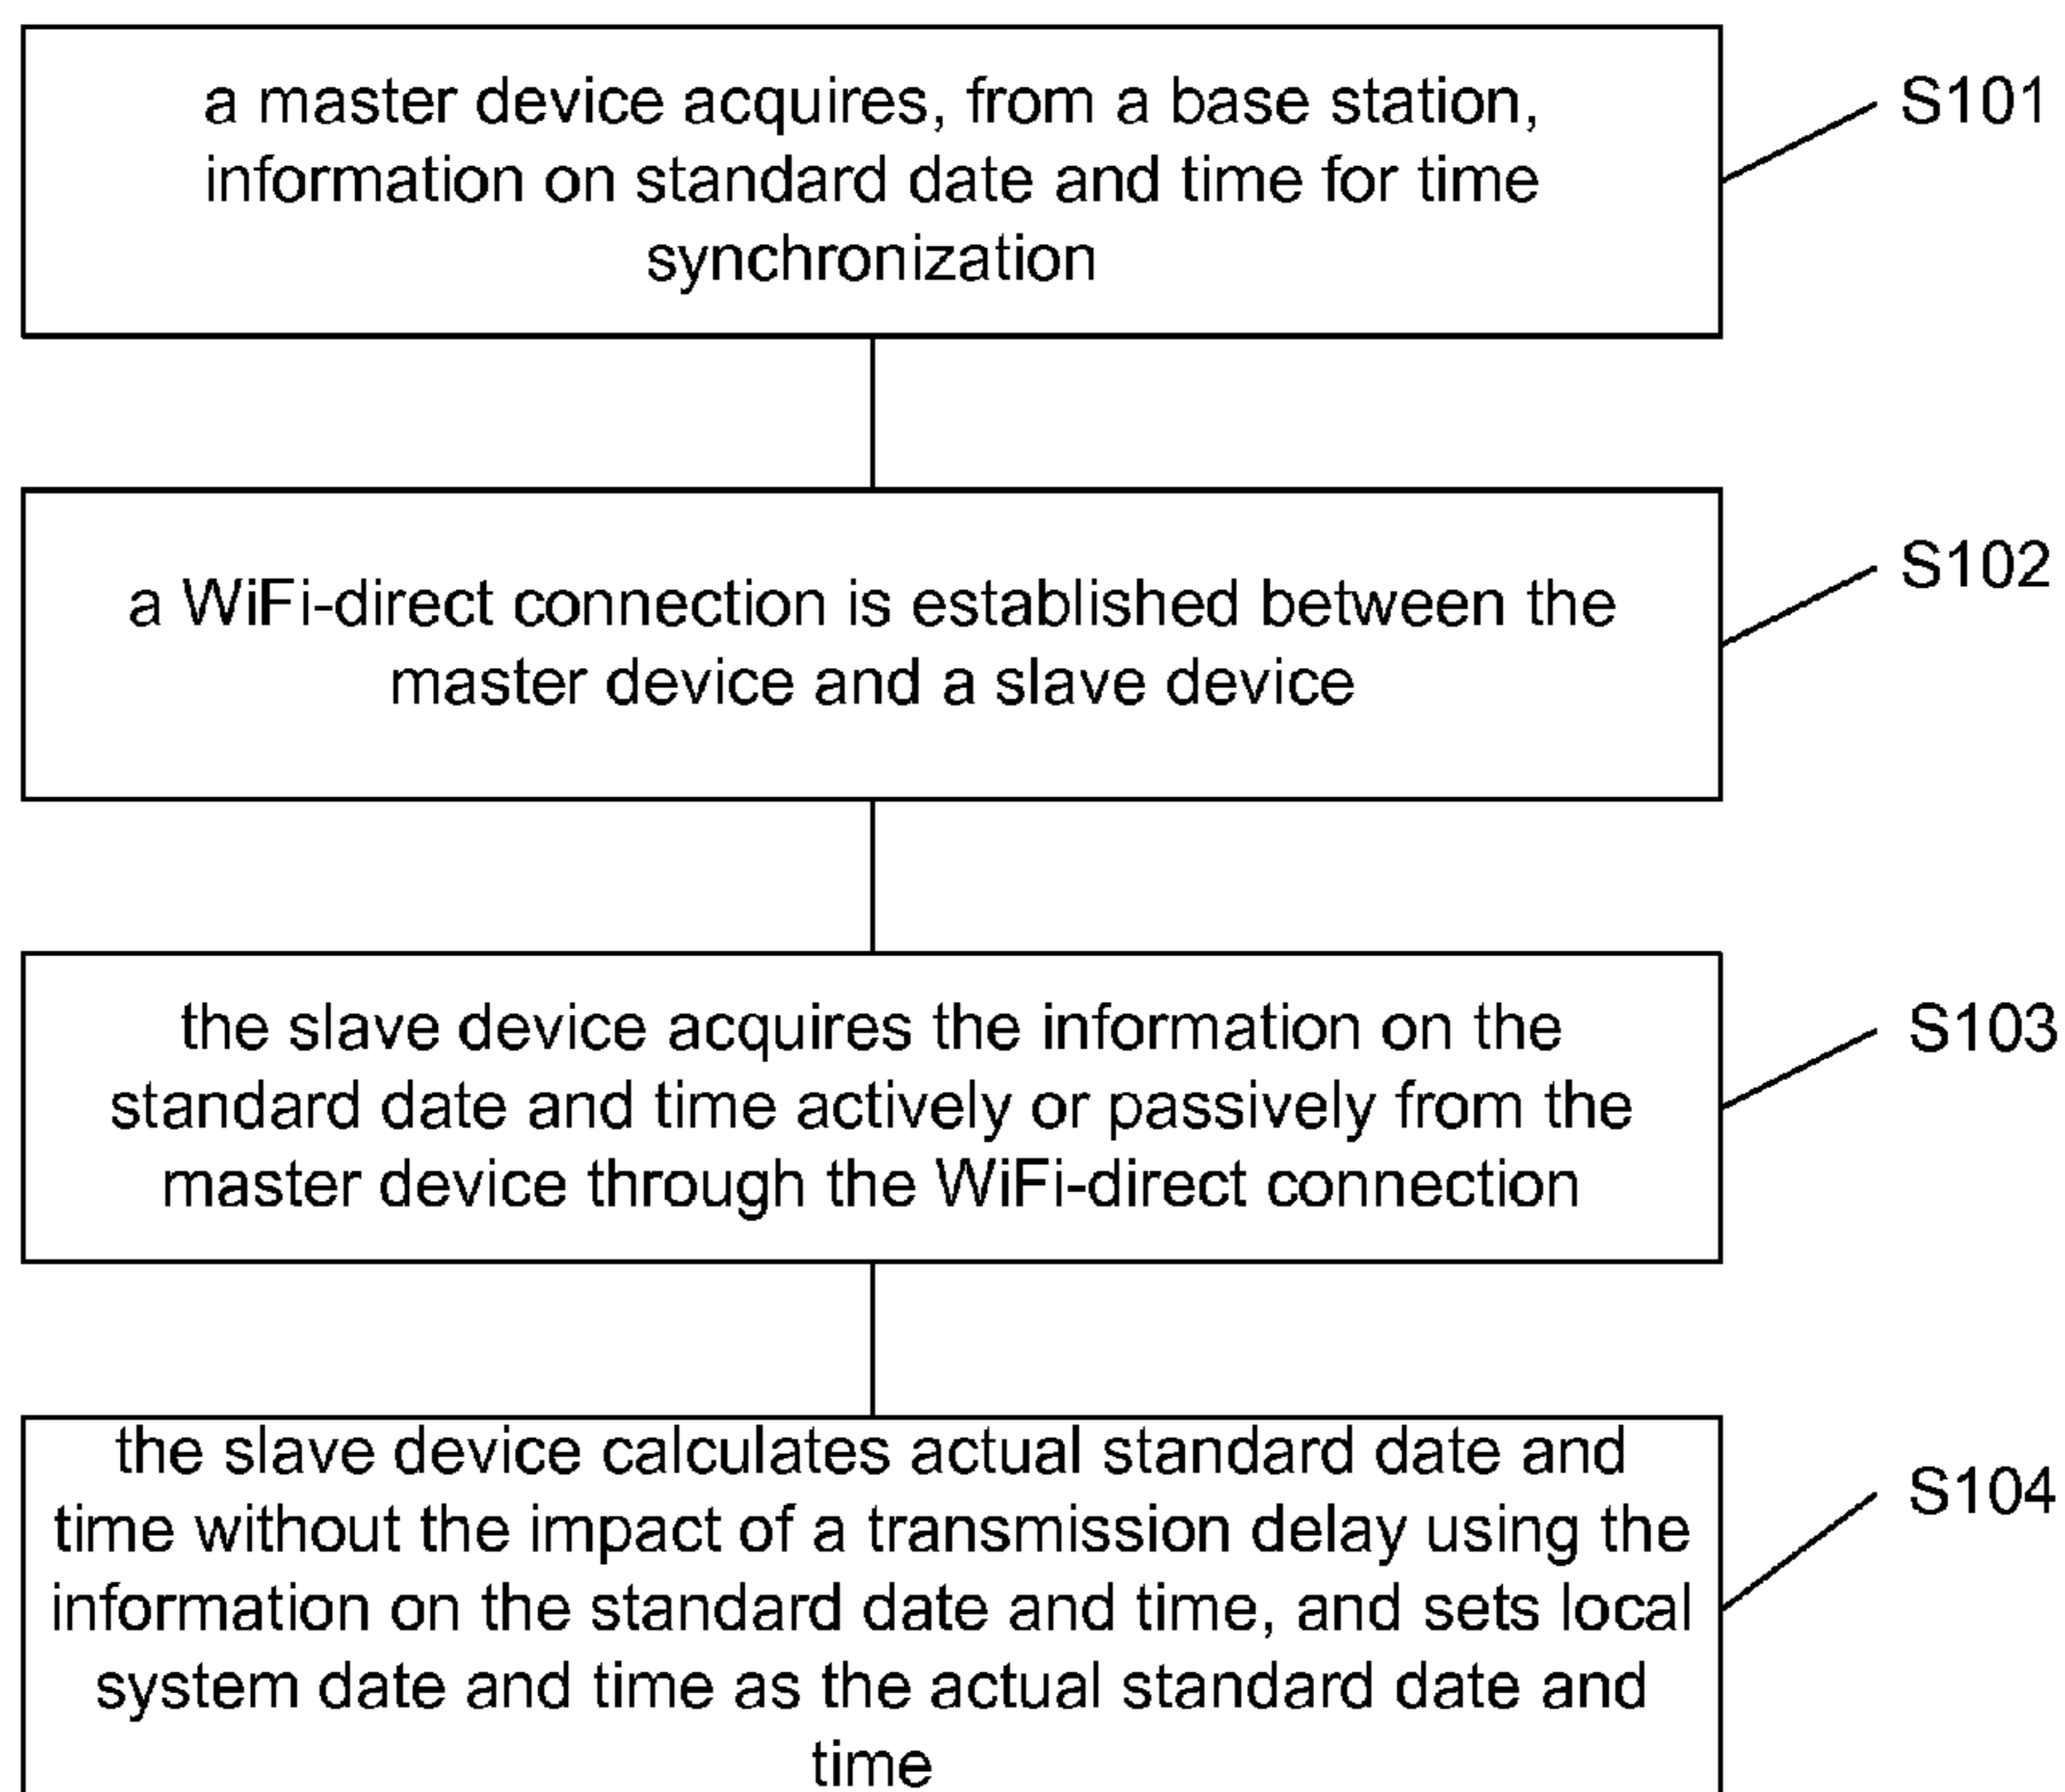 a master device acquires, from a base station,
information on standard date and time for time
synchronization
S101
a WiFi-direct connection is established between the
master device and a slave device
S102
the slave device acquires the information on the
standard date and time actively or passively from the
master device through the WiFi-direct connection
S103
the slave device calculates actual standard date and
time without the impact of a transmission delay using the
information on the standard date and time, and sets local
system date and time as the actual standard date and
time
S104